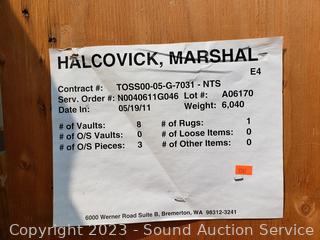 HALCOVICK, MARSHAL
E4
Contract #: TOSS00-05-G-7031 - NTS
Serv. Order #: N0040611G046 Lot #: A06170
Date In: 05/19/11 Weight: 6,040
# of Vaults: 8 # of Rugs: 1
# of O/S Vaults: 0 # of Loose Items: 0
# of O/S Pieces: 3 # of Other Items: 0
6000 Werner Road Suite B, Bremerton, WA 98312-3241
Copyright 2023 - Sound Auction Service